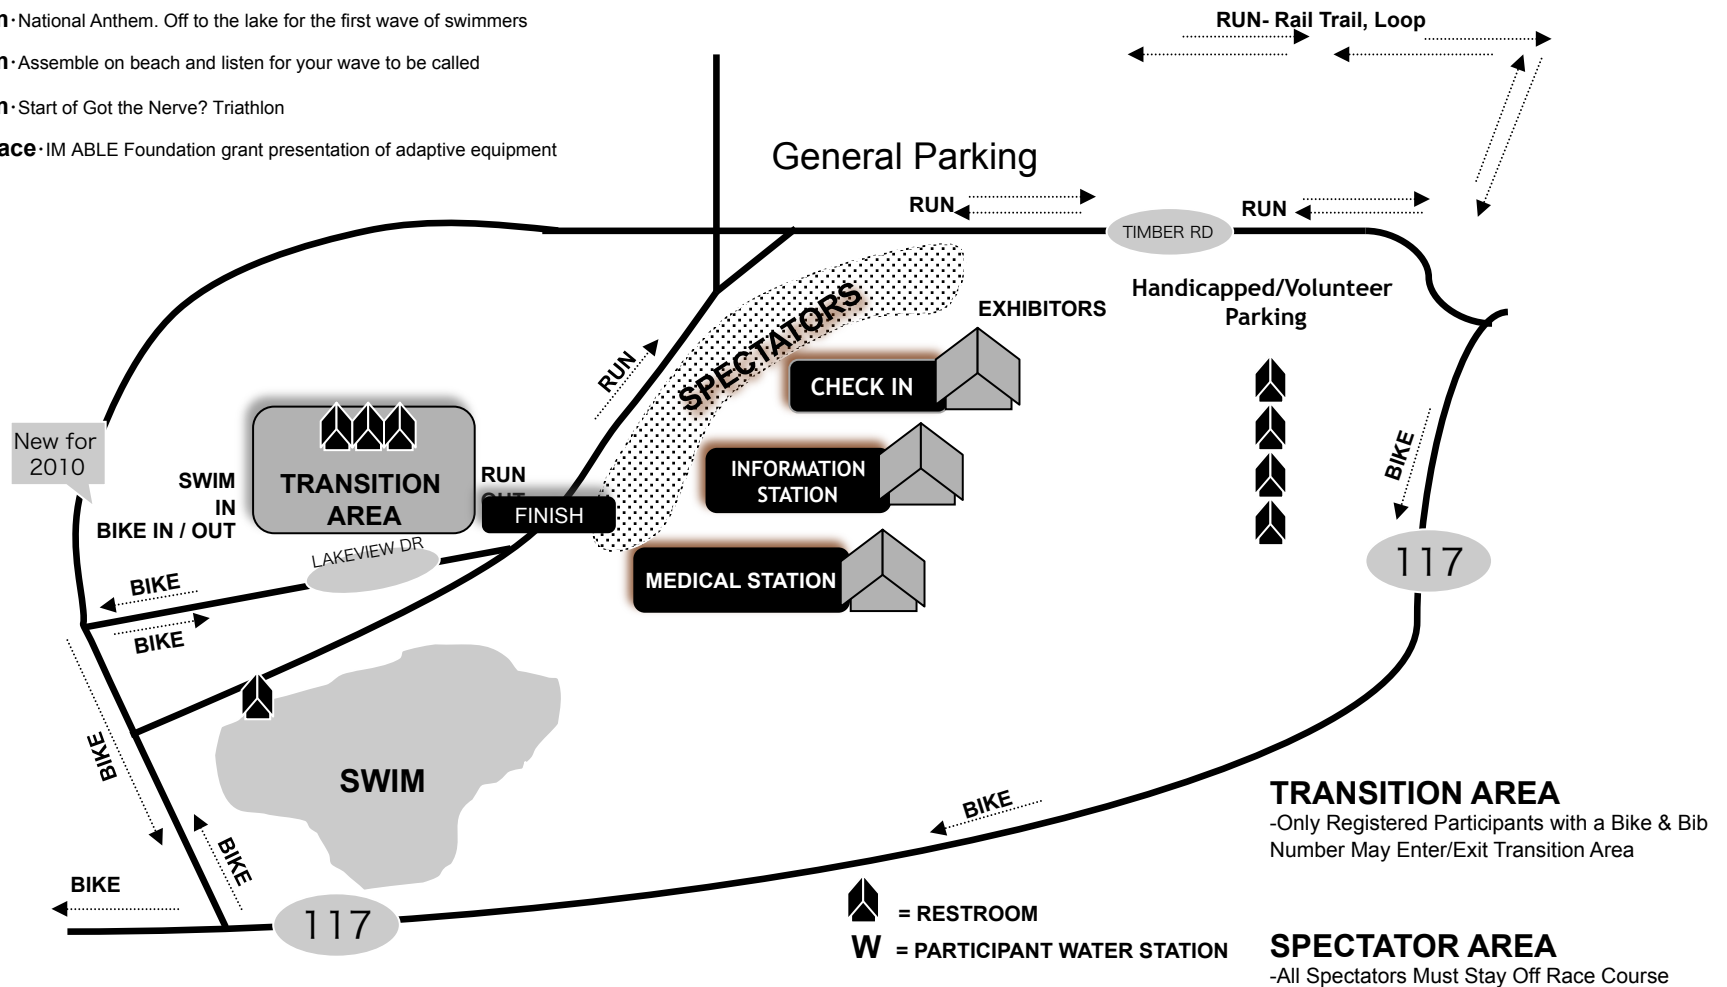 National Anthem. Off to the lake for the first wave of swimmers
Assemble on beach and listen for your wave to be called
Start of Got the Nerve? Triathlon
ace · IM ABLE Foundation grant presentation of adaptive equipment
RUN- Rail Trail, Loop
General Parking
RUN
RUN
TIMBER RD
Handicapped/Volunteer
Parking
EXHIBITORS
SPECTATORS
RUN
CHECK IN
New for
2010
SWIM
IN
BIKE IN / OUT
TRANSITION
AREA
RUN
OUT
FINISH
INFORMATION
STATION
BIKE
LAKEVIEW DR
MEDICAL STATION
117
BIKE
BIKE
BIKE
SWIM
BIKE
BIKE
BIKE
117
TRANSITION AREA
-Only Registered Participants with a Bike & Bib
Number May Enter/Exit Transition Area
= RESTROOM
W = PARTICIPANT WATER STATION
SPECTATOR AREA
-All Spectators Must Stay Off Race Course